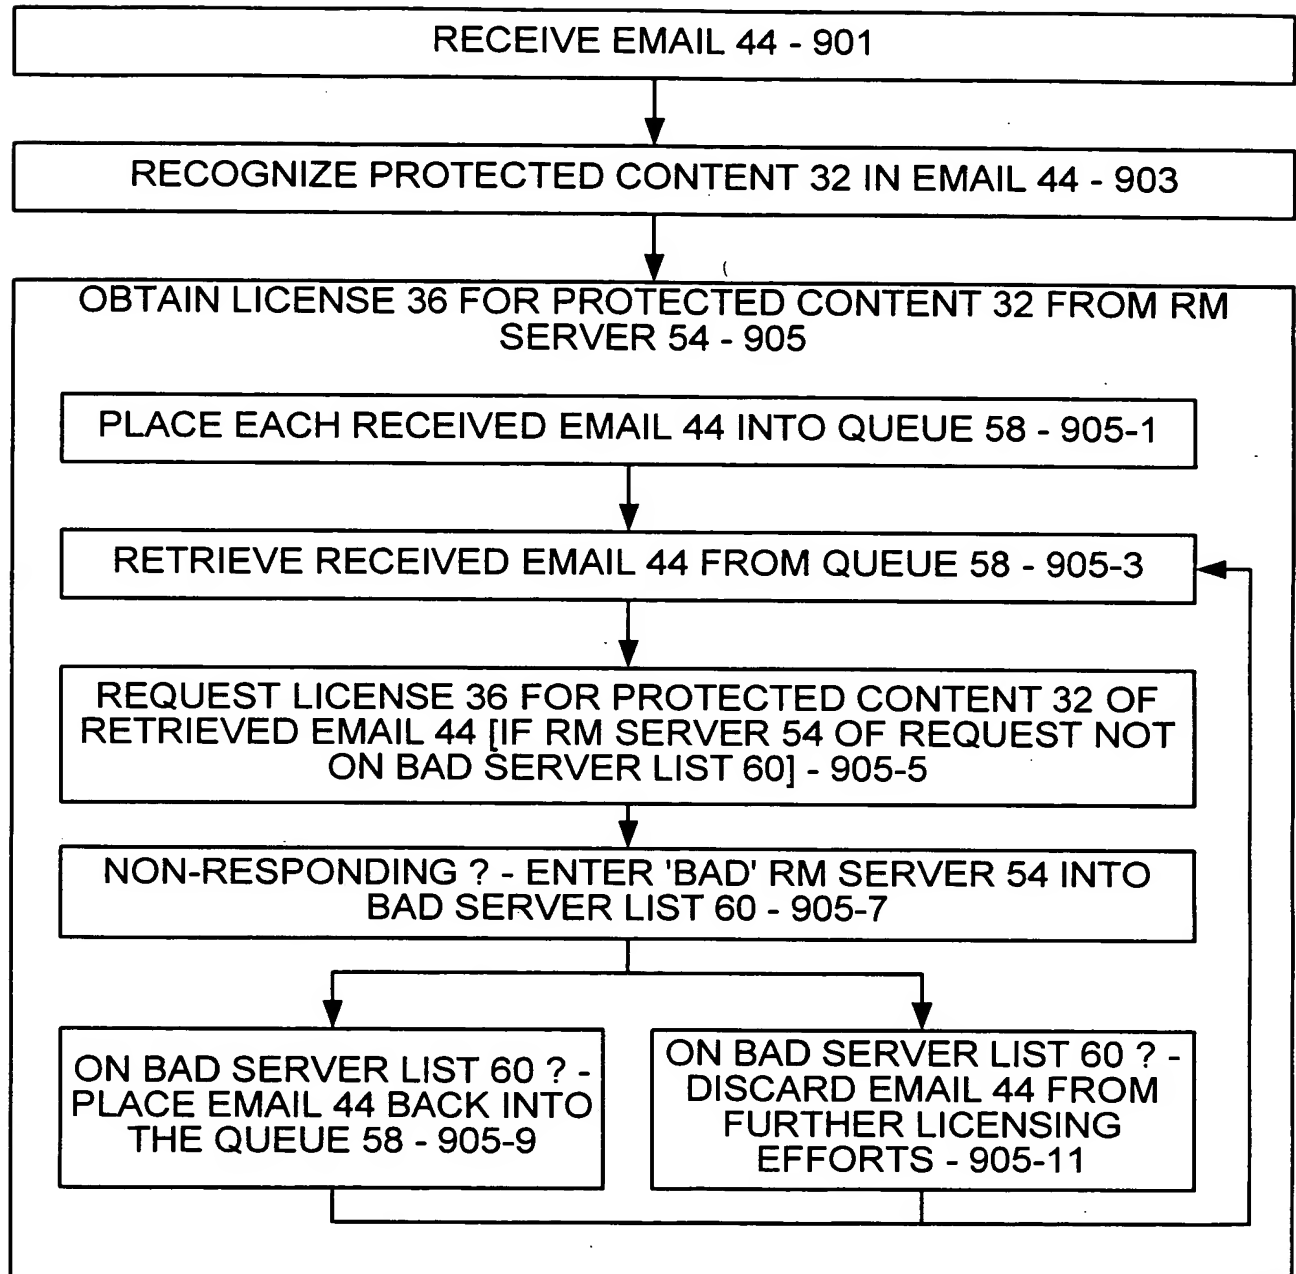 RECEIVE EMAIL 44 - 901
RECOGNIZE PROTECTED CONTENT 32 IN EMAIL 44 - 903
OBTAIN LICENSE 36 FOR PROTECTED CONTENT 32 FROM RM
SERVER 54 - 905
PLACE EACH RECEIVED EMAIL 44 INTO QUEUE 58 - 905-1
RETRIEVE RECEIVED EMAIL 44 FROM QUEUE 58 - 905-3
REQUEST LICENSE 36 FOR PROTECTED CONTENT 32 OF
RETRIEVED EMAIL 44 [IF RM SERVER 54 OF REQUEST NOT
ON BAD SERVER LIST 60] - 905-5
NON-RESPONDING ? - ENTER 'BAD' RM SERVER 54 INTO
BAD SERVER LIST 60 - 905-7
ON BAD SERVER LIST 60 ? -
PLACE EMAIL 44 BACK INTO
THE QUEUE 58 - 905-9
ON BAD SERVER LIST 60 ? -
DISCARD EMAIL 44 FROM
FURTHER LICENSING
EFFORTS - 905-11